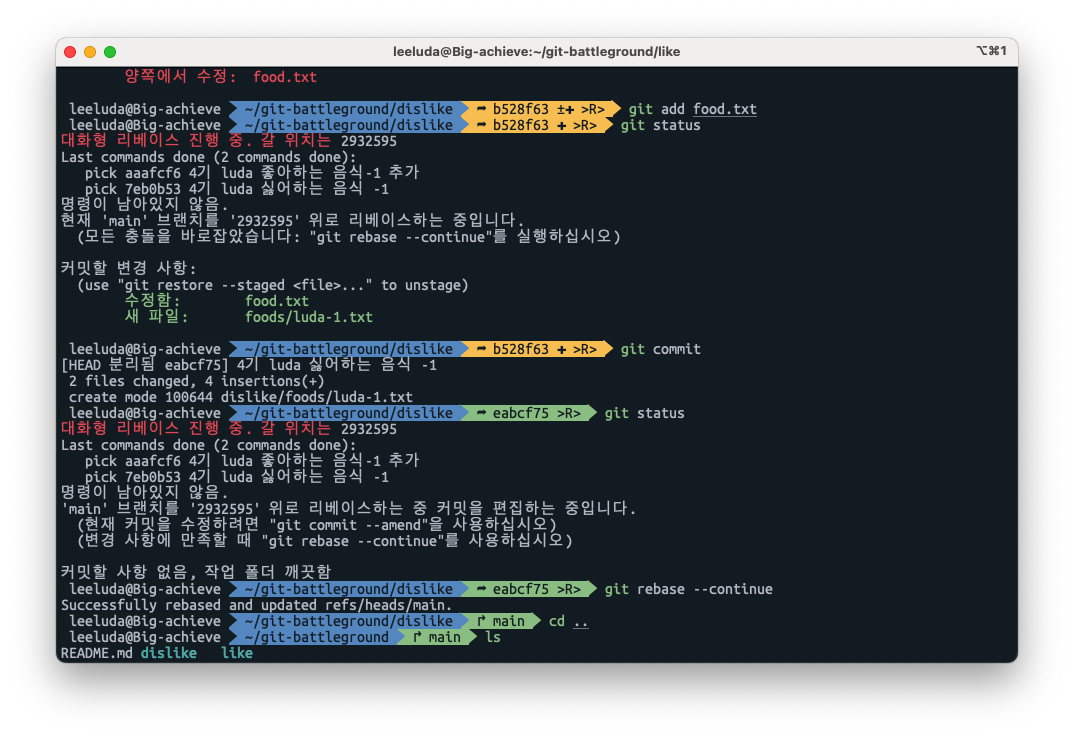 leeluda@Big-achieve:~/git-battleground/like ⌥⌘1
양쪽에서 수정: food.txt
leeluda@Big-achieve ~/git-battleground/dislike ➦ b528f63 ±✚ >R> git add food.txt
leeluda@Big-achieve ~/git-battleground/dislike ➦ b528f63 ✚ >R> git status
대화형 리베이스 진행 중. 갈 위치는 2932595
Last commands done (2 commands done):
pick aaafcf6 4기 luda 좋아하는 음식-1 추가
pick 7eb0b53 4기 luda 싫어하는 음식 -1
명령이 남아있지 않음.
현재 'main' 브랜치를 '2932595' 위로 리베이스하는 중입니다.
(모든 충돌을 바로잡았습니다: "git rebase --continue"를 실행하십시오)
커밋할 변경 사항:
(use "git restore --staged <file>..." to unstage)
수정함: food.txt
새 파일: foods/luda-1.txt
leeluda@Big-achieve ~/git-battleground/dislike ➦ b528f63 ✚ >R> git commit
[HEAD 분리됨 eabcf75] 4기 luda 싫어하는 음식 -1
2 files changed, 4 insertions(+)
create mode 100644 dislike/foods/luda-1.txt
leeluda@Big-achieve ~/git-battleground/dislike ➦ eabcf75 >R> git status
대화형 리베이스 진행 중. 갈 위치는 2932595
Last commands done (2 commands done):
pick aaafcf6 4기 luda 좋아하는 음식-1 추가
pick 7eb0b53 4기 luda 싫어하는 음식 -1
명령이 남아있지 않음.
'main' 브랜치를 '2932595' 위로 리베이스하는 중 커밋을 편집하는 중입니다.
(현재 커밋을 수정하려면 "git commit --amend"을 사용하십시오)
(변경 사항에 만족할 때 "git rebase --continue"를 사용하십시오)
커밋할 사항 없음, 작업 폴더 깨끗함
leeluda@Big-achieve ~/git-battleground/dislike ➦ eabcf75 >R> git rebase --continue
Successfully rebased and updated refs/heads/main.
leeluda@Big-achieve ~/git-battleground/dislike ↱ main cd ..
leeluda@Big-achieve ~/git-battleground ↱ main ls
README.md dislike like